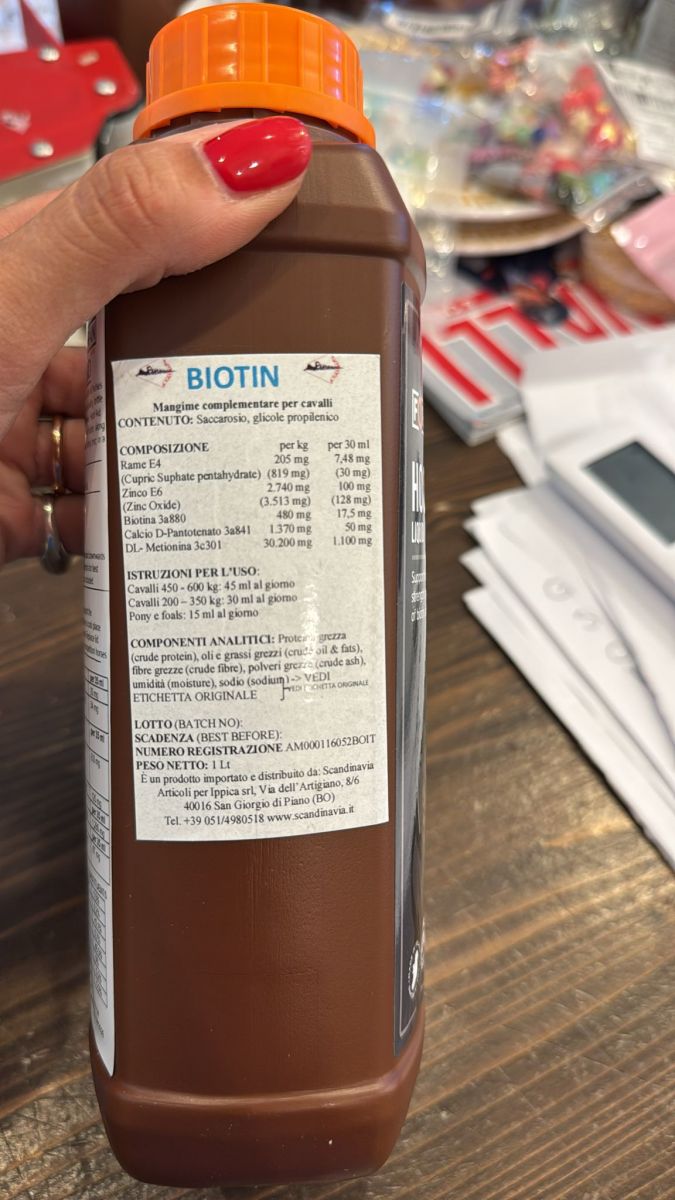 BIOTIN
Mangime complementare per cavalli
CONTENUTO: Saccarosio, glicole propilenico
COMPOSIZIONE per kg per 30 ml
Rame E4 205 mg 7,48 mg
(Cupric Suphate pentahydrate) (819 mg) (30 mg)
Zinco E6 2.740 mg 100 mg
(Zinc Oxide) (3.513 mg) (128 mg)
Biotina 3a880 480 mg 17,5 mg
Calcio D-Pantotenato 3a841 1.370 mg 50 mg
DL- Metionina 3c301 30.200 mg 1.100 mg
ISTRUZIONI PER L'USO:
Cavalli 450 - 600 kg: 45 ml al giorno
Cavalli 200 – 350 kg: 30 ml al giorno
Pony e foals: 15 ml al giorno
COMPONENTI ANALITICI: Proteina grezza
(crude protein), oli e grassi grezzi (crude oil & fats),
fibre grezze (crude fibre), polveri grezze (crude ash),
umidità (moisture), sodio (sodium) -> VEDI
ETICHETTA ORIGINALE VEDI ETICHETTA ORIGINALE
LOTTO (BATCH NO):
SCADENZA (BEST BEFORE):
NUMERO REGISTRAZIONE AM000116052BOIT
PESO NETTO: 1 Lt
È un prodotto importato e distribuito da: Scandinavia
Articoli per Ippica srl, Via dell'Artigiano, 8/6
40016 San Giorgio di Piano (BO)
Tel. +39 051/4980518 www.scandinavia.it